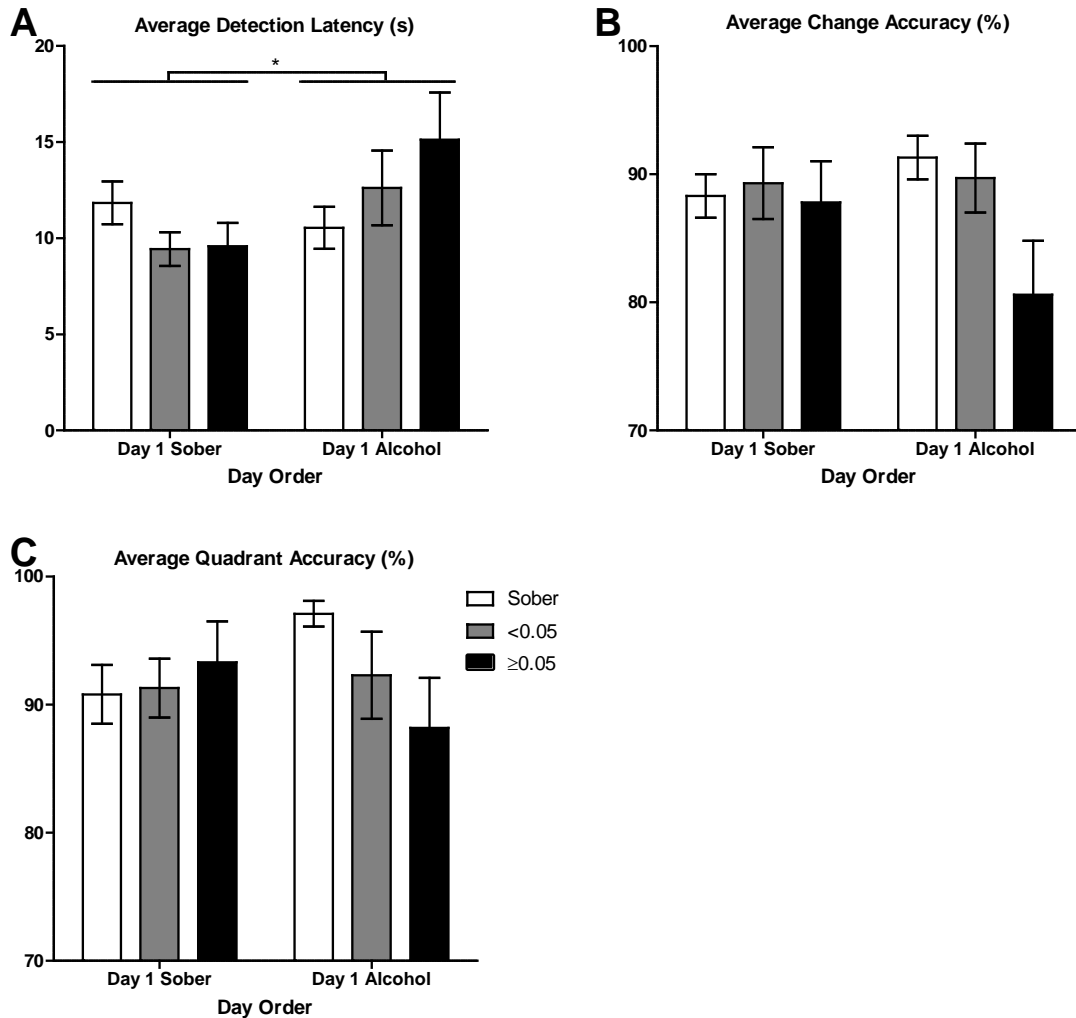 A
Average Detection Latency (s)
20
15
10
5
0
*
Day 1 Sober Day 1 Alcohol
Day Order
B
Average Change Accuracy (%)
100
90
80
70
Day 1 Sober Day 1 Alcohol
Day Order
C
Average Quadrant Accuracy (%)
100
90
80
70
Day 1 Sober Day 1 Alcohol
Day Order
Sober
<0.05
≥0.05